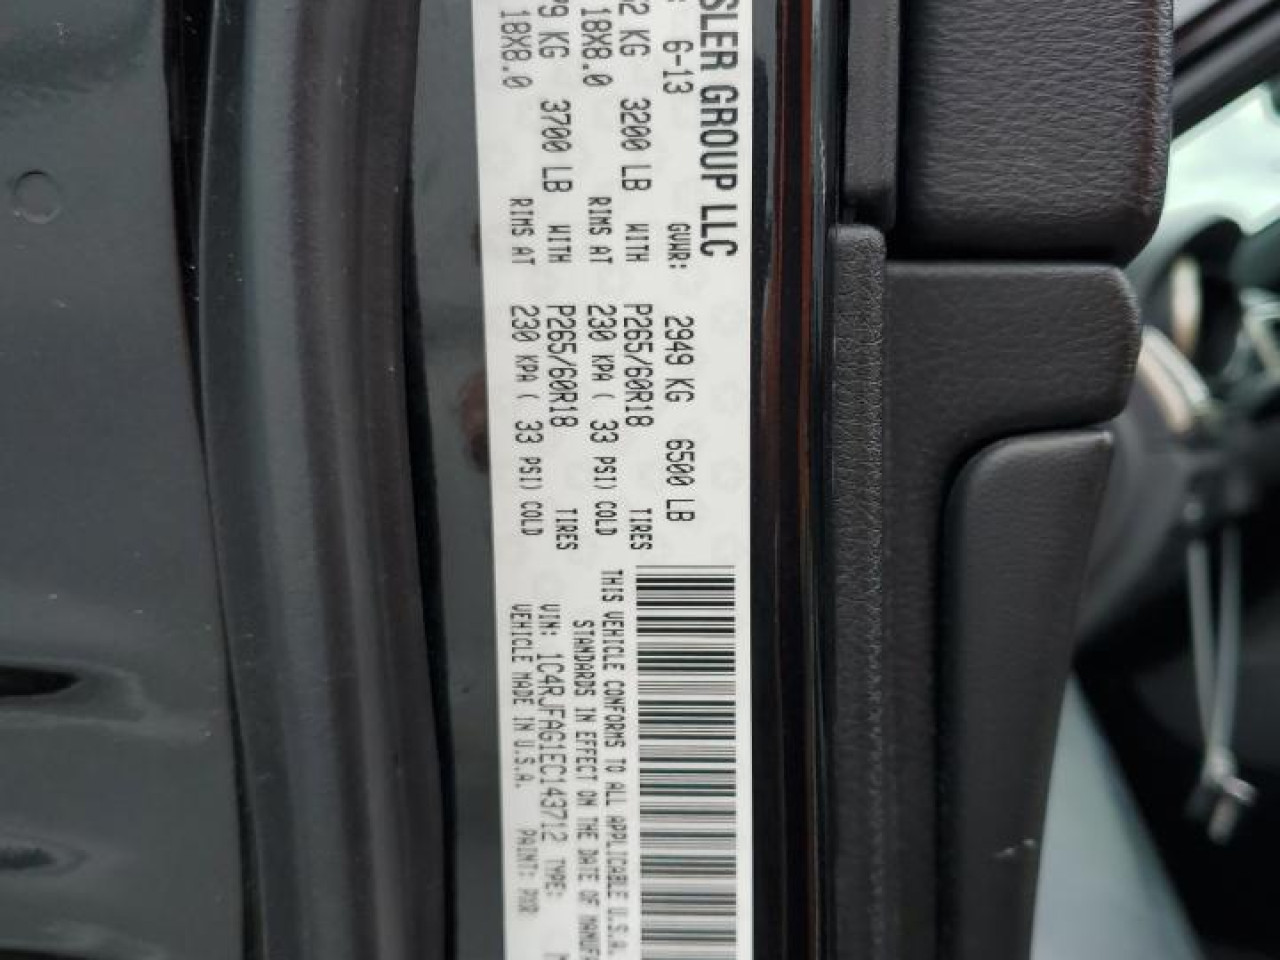 SLER GROUP LLC
6-13 GVWR: 2949 KG 6500 LB
2 KG 3200 LB WITH P265/60R18 TIRES
18X8.0 RIMS AT 230 KPA ( 33 PSI) COLD
9 KG 3700 LB WITH P265/60R18 TIRES
18X8.0 RIMS AT 230 KPA ( 33 PSI) COLD
THIS VEHICLE CONFORMS TO ALL APPLICABLE U.S.A.
STANDARDS IN EFFECT ON THE DATE OF MANUF
VIN: 1C4RJFAG1EC143712 TYPE:
VEHICLE MADE IN U.S.A. PAINT: PXR